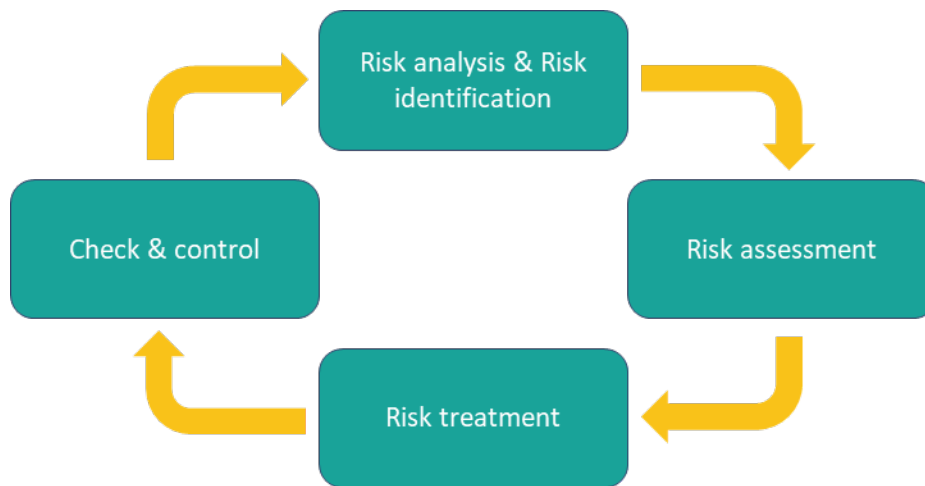 Risk analysis & Risk
identification
Check & control
Risk assessment
Risk treatment